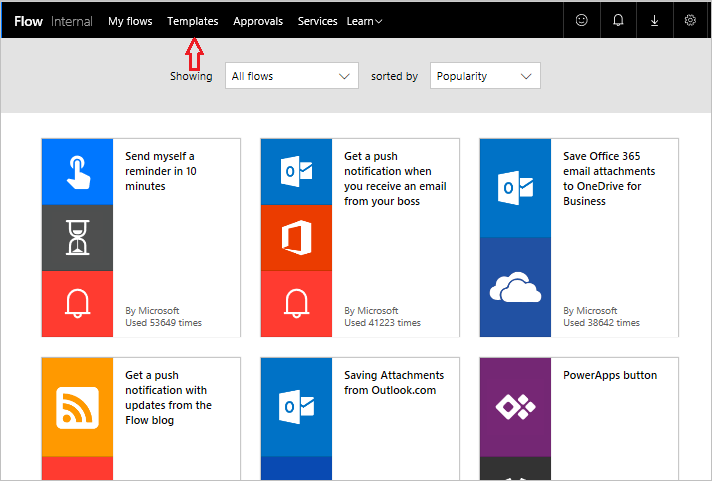 Flow Internal My flows Templates Approvals Services Learn
Showing All flows sorted by Popularity
Send myself a
reminder in 10
minutes
By Microsoft
Used 53649 times
Get a push
notification when
you receive an email
from your boss
By Microsoft
Used 41223 times
Save Office 365
email attachments
to OneDrive for
Business
By Microsoft
Used 38642 times
Get a push
notification with
updates from the
Flow blog
Saving Attachments
from Outlook.com
PowerApps button